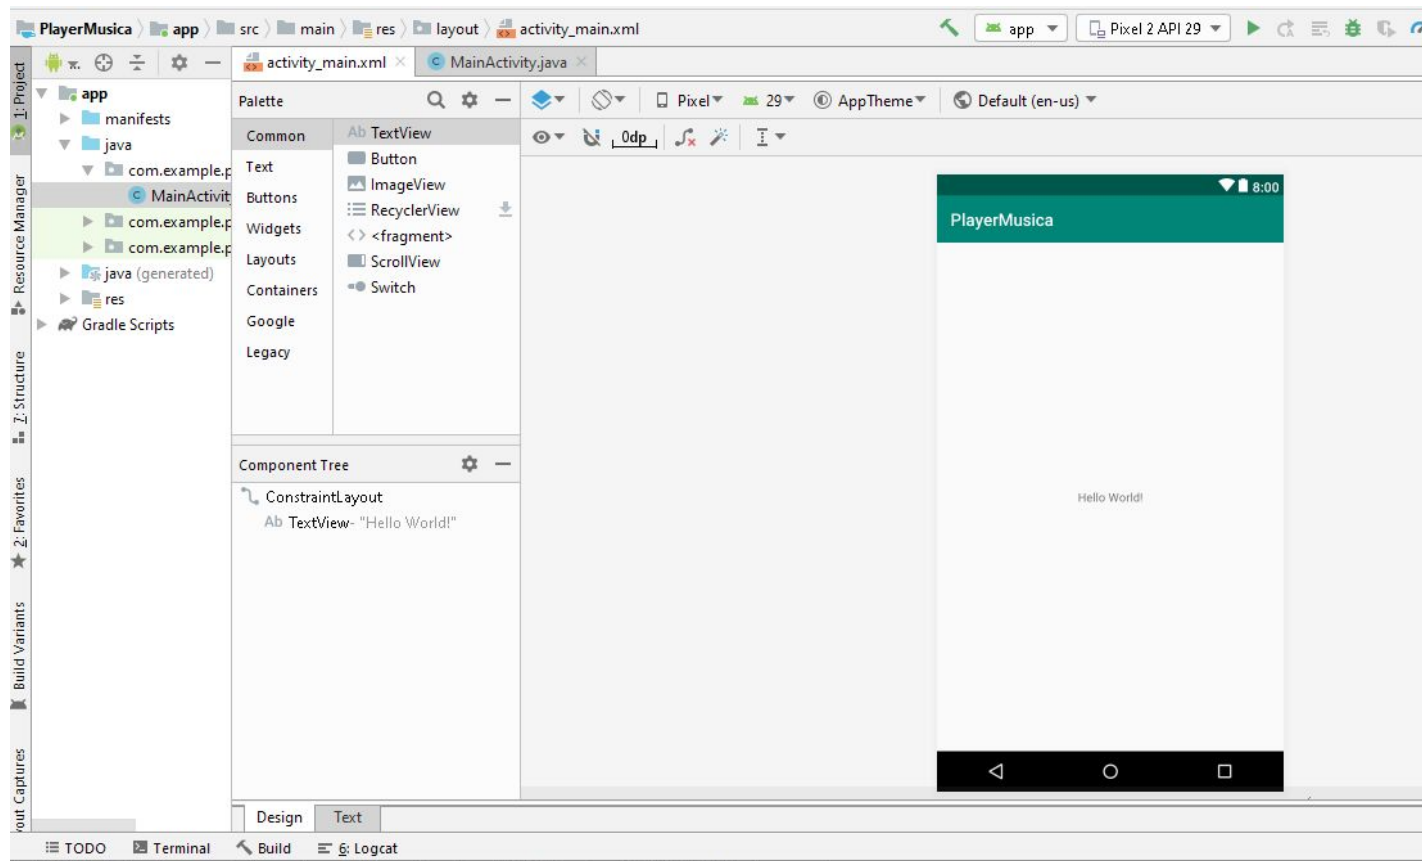 PlayerMusica app src main res layout activity_main.xml app Pixel 2 API 29
activity_main.xml MainActivity.java
1: Project
Resource Manager
7: Structure
2: Favorites
Build Variants
out Captures
app
manifests
java
com.example.p
MainActivit
com.example.p
com.example.p
java (generated)
res
Gradle Scripts
Palette
Common
Text
Buttons
Widgets
Layouts
Containers
Google
Legacy
Ab TextView
Button
ImageView
RecyclerView
<fragment>
ScrollView
Switch
Component Tree
ConstraintLayout
Ab TextView- "Hello World!"
Pixel 29 AppTheme Default (en-us)
0dp
8:00
PlayerMusica
Hello World!
Design Text
TODO Terminal Build 6: Logcat